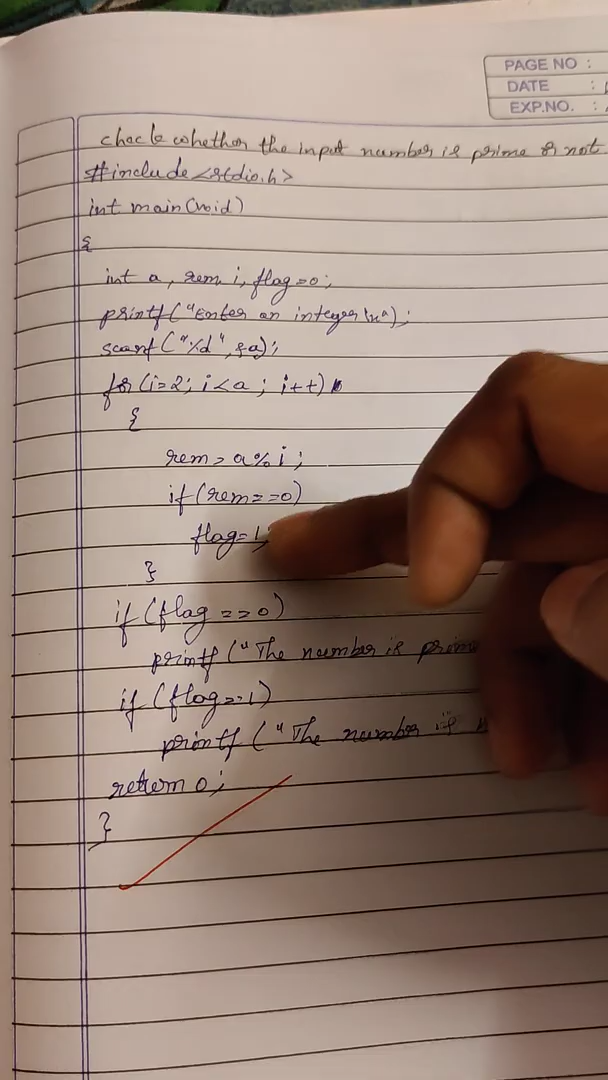 PAGE NO :
DATE :
EXP.NO. :
check whether the input number is prime or not
#include <stdio.h>
int main(void)
{
int a, rem, i, flag=0;
printf("Enter an integer\n");
scanf("%d", &a);
for(i=2; i<a; i++)
{
rem = a%i;
if(rem==0)
flag=1;
}
if(flag==0)
printf("The number is prime
if(flag==1)
printf("The number is
return 0;
}